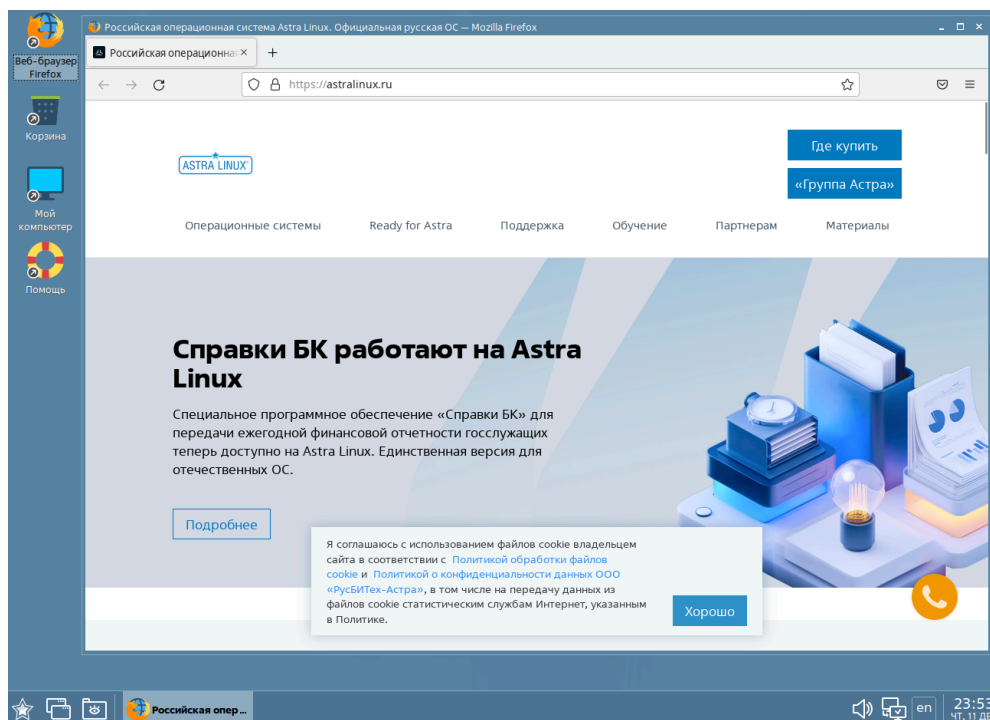 Российская операционная система Astra Linux. Официальная русская ОС — Mozilla Firefox
Веб-браузер
Firefox
Корзина
Мой
компьютер
Помощь
Российская операционна
https://astralinux.ru
ASTRA LINUX®
Где купить
«Группа Астра»
Операционные системы
Ready for Astra
Поддержка
Обучение
Партнерам
Материалы
Справки БК работают на Astra
Linux
Специальное программное обеспечение «Справки БК» для
передачи ежегодной финансовой отчетности госслужащих
теперь доступно на Astra Linux. Единственная версия для
отечественных ОС.
Подробнее
Я соглашаюсь с использованием файлов cookie владельцем
сайта в соответствии с Политикой обработки файлов
cookie и Политикой о конфиденциальности данных ООО
«РусБИТех-Астра», в том числе на передачу данных из
файлов cookie статистическим службам Интернет, указанным
в Политике.
Хорошо
Российская опер...
en
23:53
ЧТ, 11